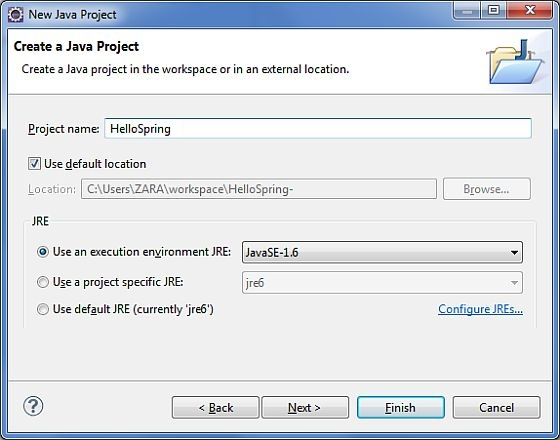 New Java Project
Create a Java Project
Create a Java project in the workspace or in an external location.
Project name: HelloSpring
Use default location
Location: C:\Users\ZARA\workspace\HelloSpring- Browse...
JRE
Use an execution environment JRE: JavaSE-1.6
Use a project specific JRE: jre6
Use default JRE (currently 'jre6') Configure JREs...
? < Back Next > Finish Cancel